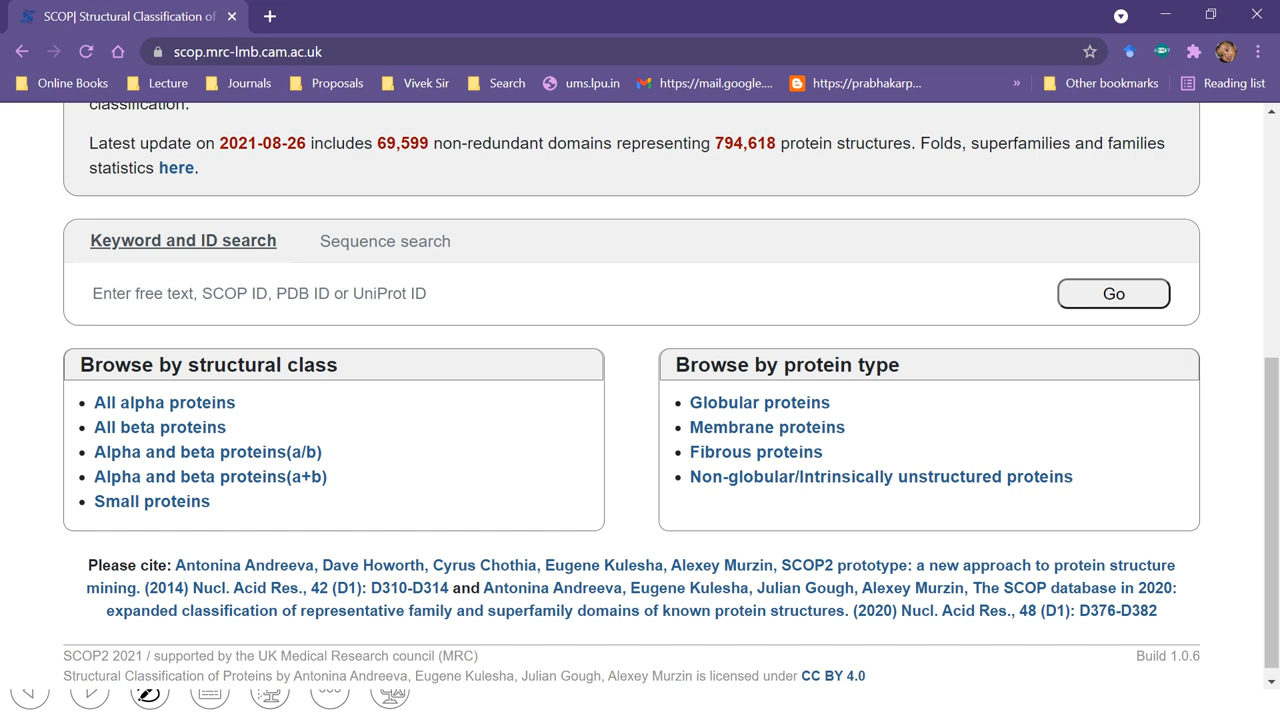 SCOP| Structural Classification of
scop.mrc-lmb.cam.ac.uk
Online Books Lecture Journals Proposals Vivek Sir Search ums.lpu.in https://mail.google.... https://prabhakarp... » Other bookmarks Reading list
classification.
Latest update on 2021-08-26 includes 69,599 non-redundant domains representing 794,618 protein structures. Folds, superfamilies and families
statistics here.
Keyword and ID search Sequence search
Enter free text, SCOP ID, PDB ID or UniProt ID Go
Browse by structural class
All alpha proteins
All beta proteins
Alpha and beta proteins(a/b)
Alpha and beta proteins(a+b)
Small proteins
Browse by protein type
Globular proteins
Membrane proteins
Fibrous proteins
Non-globular/Intrinsically unstructured proteins
Please cite: Antonina Andreeva, Dave Howorth, Cyrus Chothia, Eugene Kulesha, Alexey Murzin, SCOP2 prototype: a new approach to protein structure
mining. (2014) Nucl. Acid Res., 42 (D1): D310-D314 and Antonina Andreeva, Eugene Kulesha, Julian Gough, Alexey Murzin, The SCOP database in 2020:
expanded classification of representative family and superfamily domains of known protein structures. (2020) Nucl. Acid Res., 48 (D1): D376-D382
SCOP2 2021 / supported by the UK Medical Research council (MRC) Build 1.0.6
Structural Classification of Proteins by Antonina Andreeva, Eugene Kulesha, Julian Gough, Alexey Murzin is licensed under CC BY 4.0